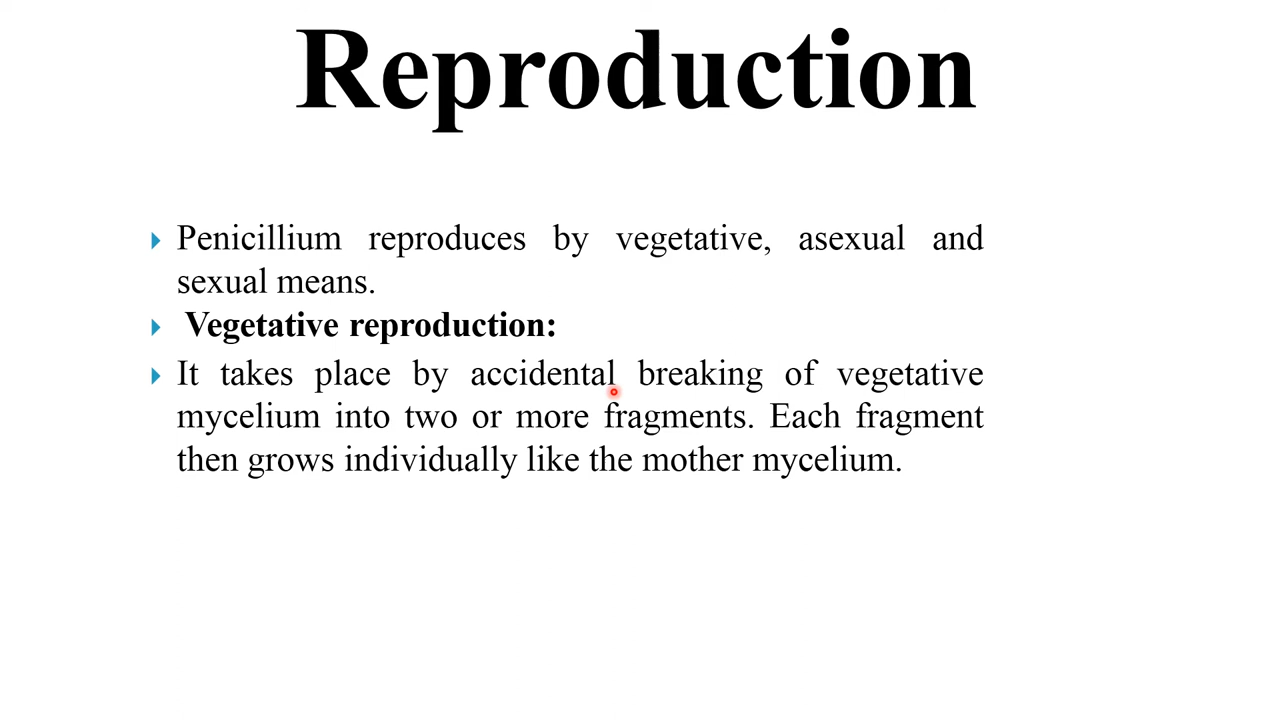 Reproduction
Penicillium reproduces by vegetative, asexual and
sexual means.
Vegetative reproduction:
It takes place by accidental breaking of vegetative
mycelium into two or more fragments. Each fragment
then grows individually like the mother mycelium.